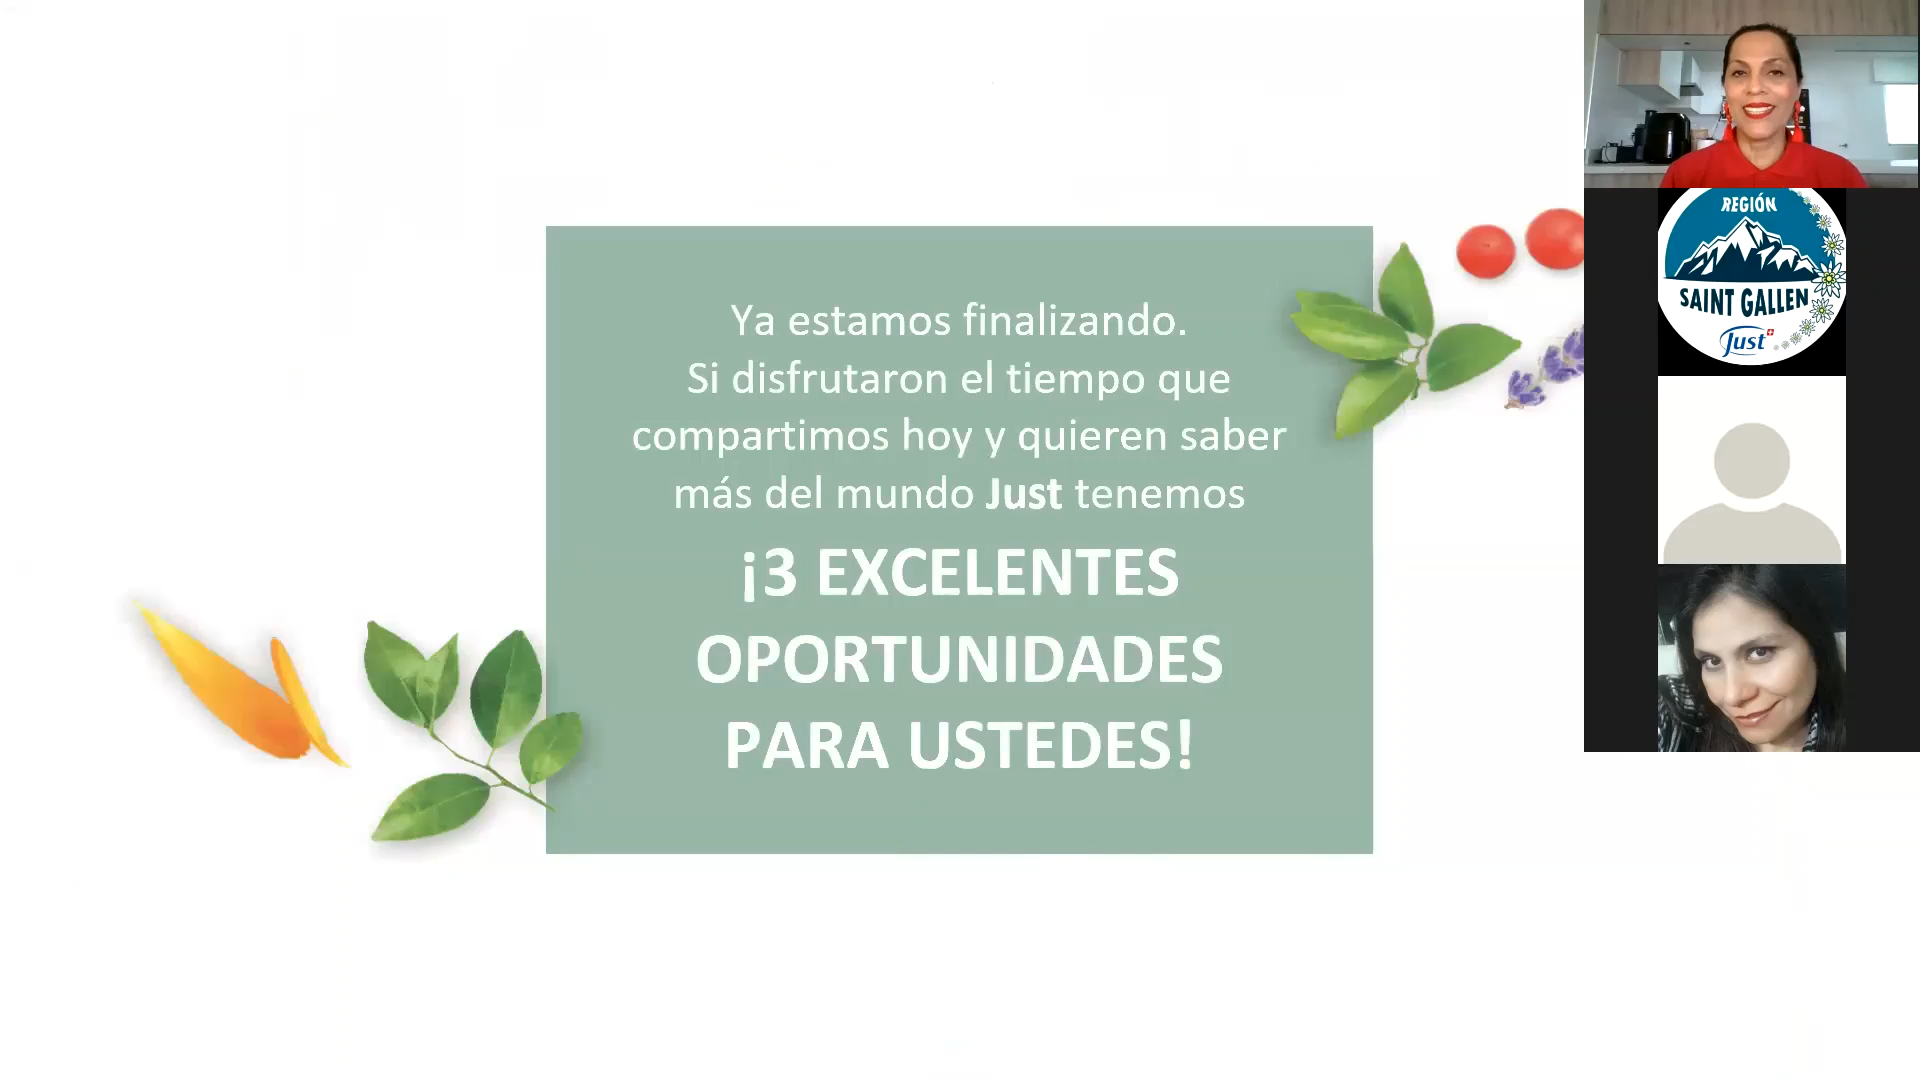 Ya estamos finalizando.
Si disfrutaron el tiempo que
compartimos hoy y quieren saber
más del mundo Just tenemos
¡3 EXCELENTES
OPORTUNIDADES
PARA USTEDES!
REGIÓN
SAINT GALLEN
Just